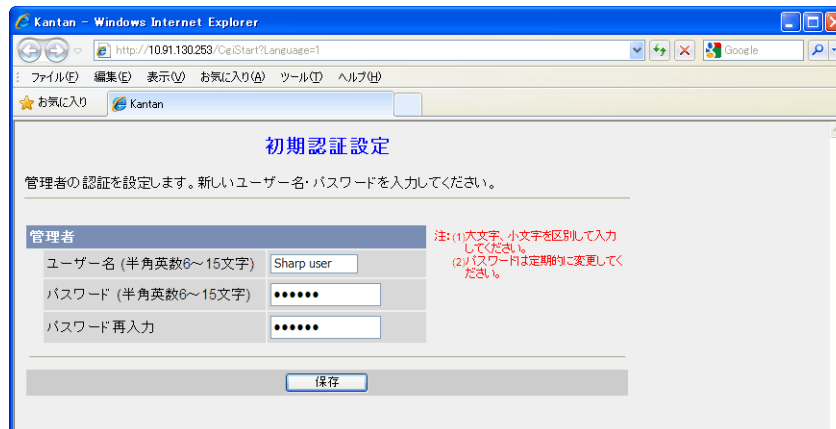 Kantan - Windows Internet Explorer
http://10.91.130.253/CgiStart?Language=1
Google
ファイル(F) 編集(E) 表示(V) お気に入り(A) ツール(T) ヘルプ(H)
お気に入り Kantan
初期認証設定
管理者の認証を設定します。新しいユーザー名・パスワードを入力してください。
管理者
ユーザー名 (半角英数6～15文字) Sharp user
パスワード (半角英数6～15文字) ●●●●●●
パスワード再入力 ●●●●●●
注: (1)大文字、小文字を区別して入力
してください。
(2)パスワードは定期的に変更してく
ださい。
保存